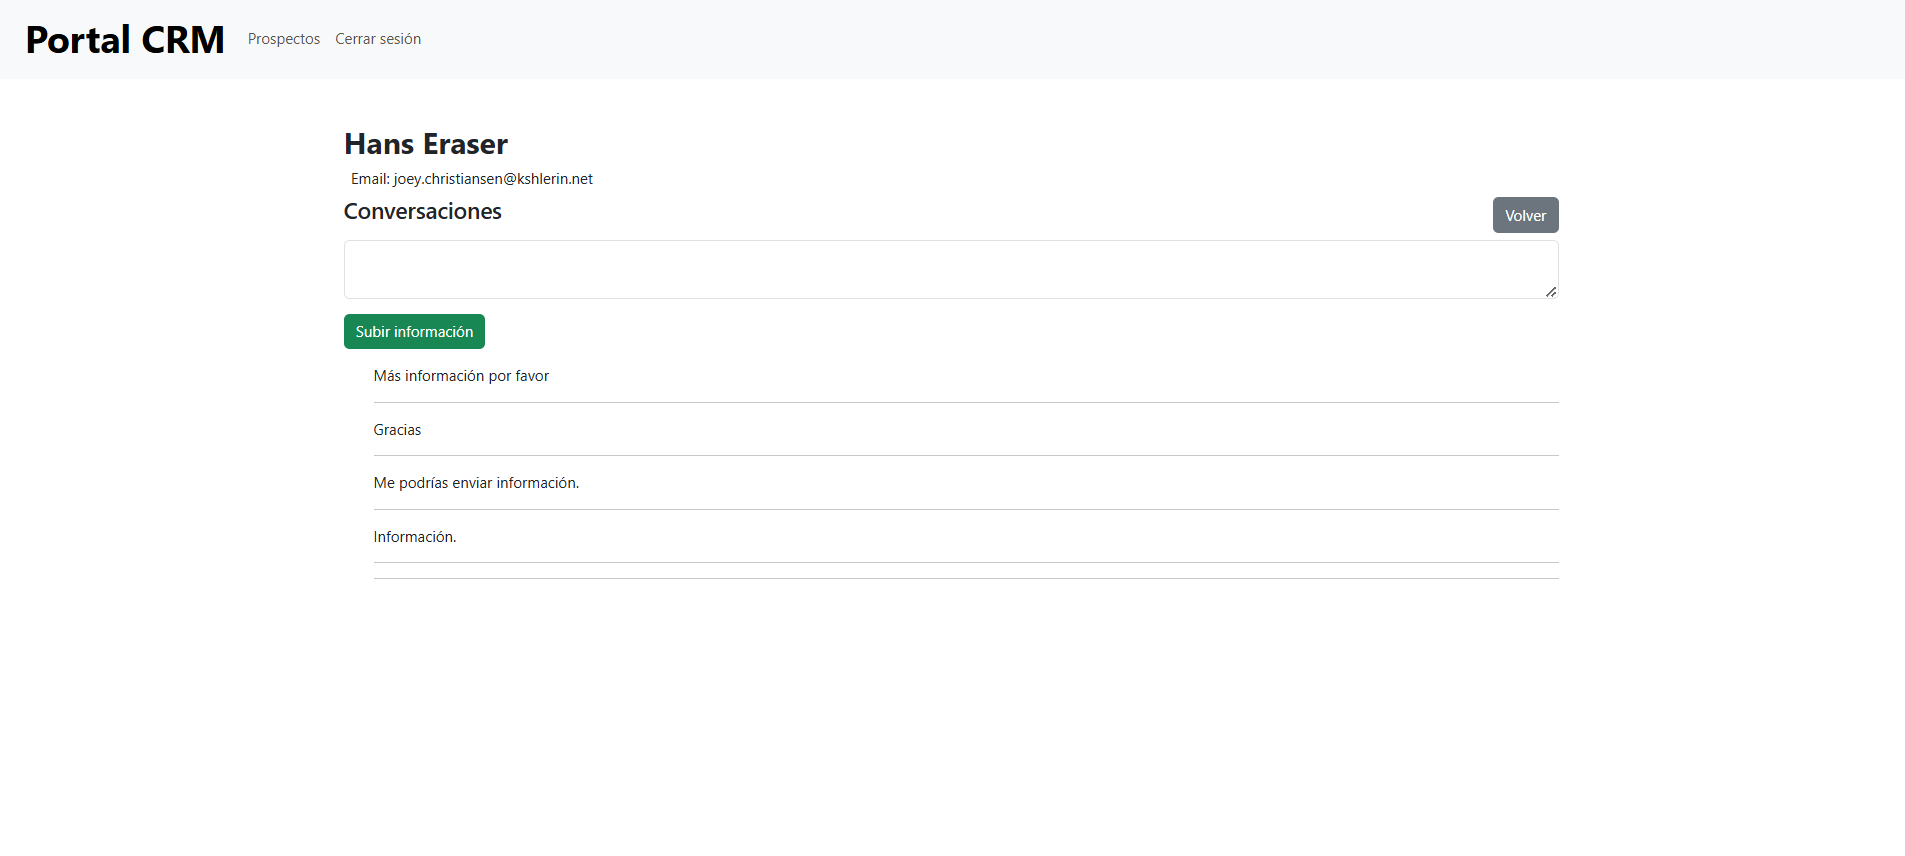 Portal CRM Prospectos Cerrar sesión
Hans Eraser
Email: joey.christiansen@kshlerin.net
Conversaciones
Volver
Subir información
Más información por favor
Gracias
Me podrías enviar información.
Información.